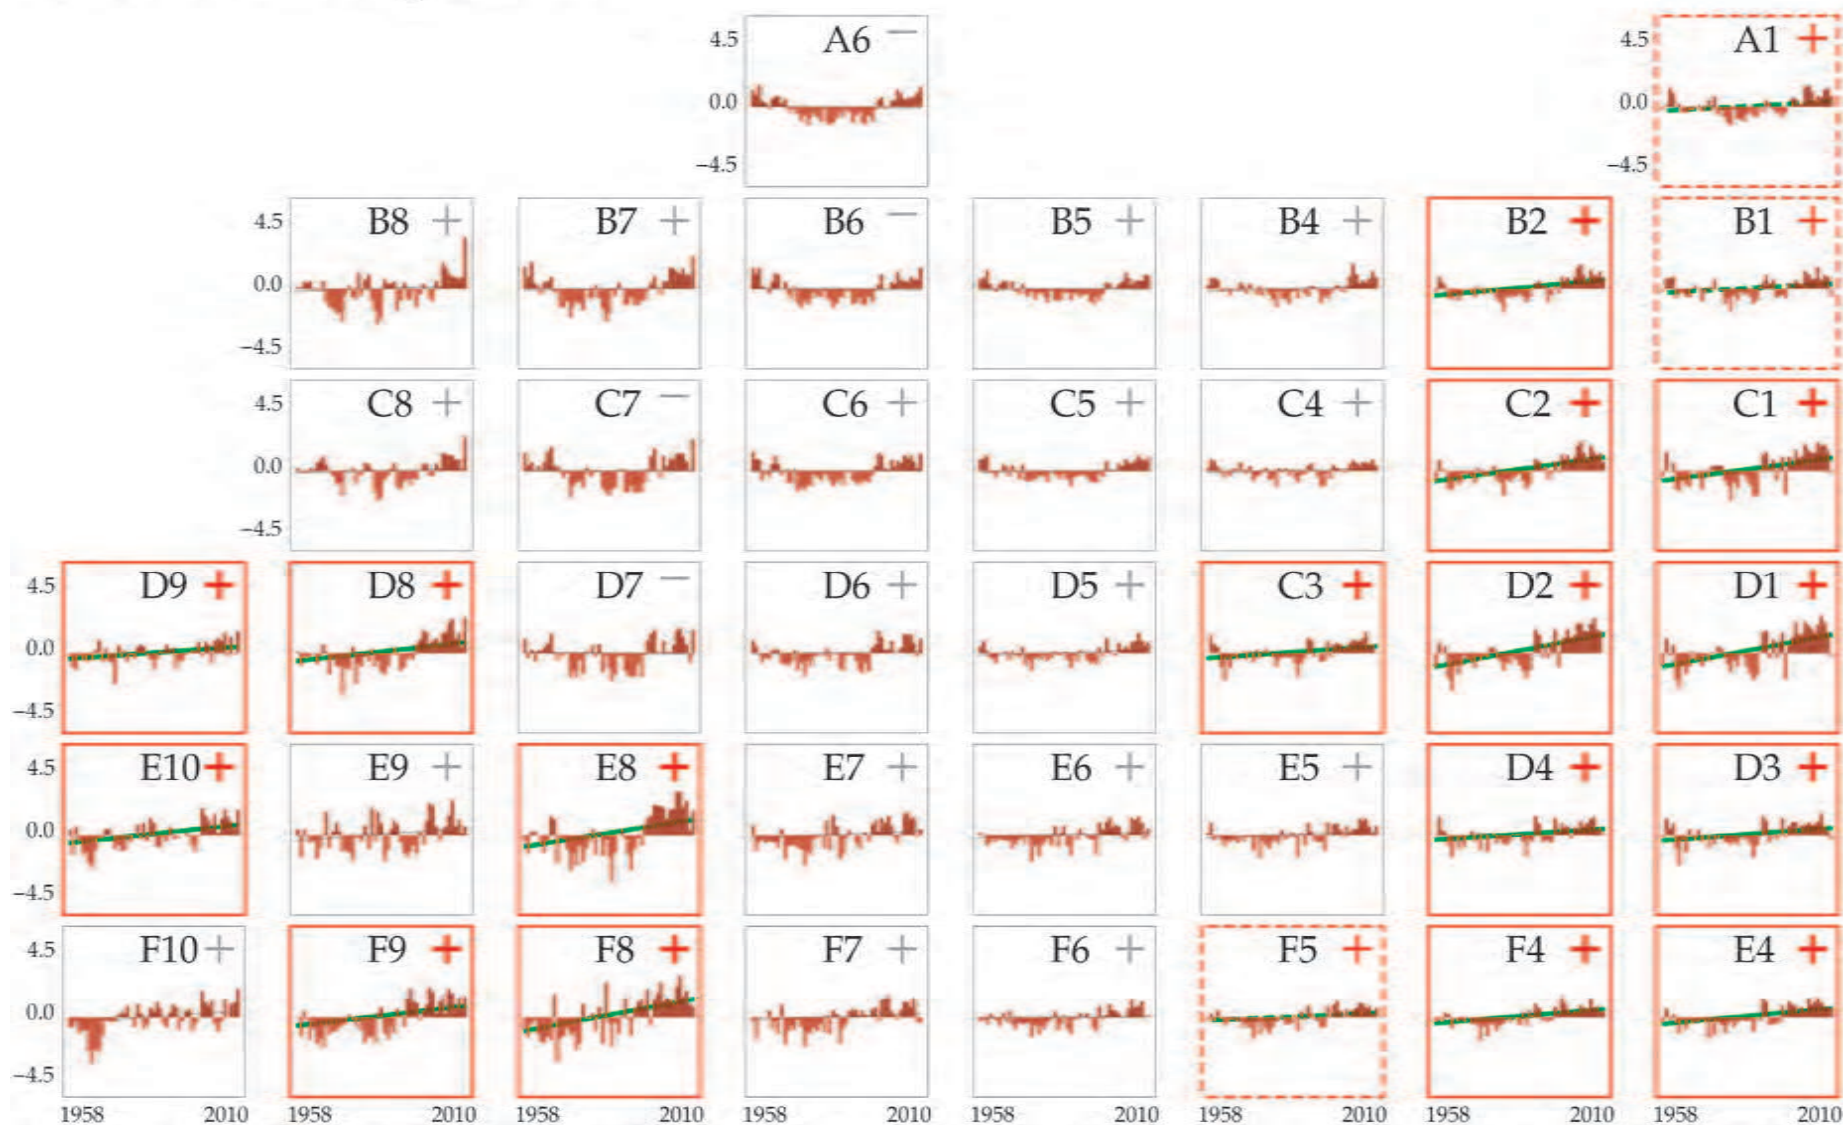 4.5 A6 — 4.5 A1 +
0.0 0.0
−4.5 −4.5
4.5 B8 + B7 + B6 — B5 + B4 + B2 + B1 +
0.0
−4.5
4.5 C8 + C7 — C6 + C5 + C4 + C2 + C1 +
0.0
−4.5
4.5 D9 + D8 + D7 — D6 + D5 + C3 + D2 + D1 +
0.0
−4.5
4.5 E10 + E9 + E8 + E7 + E6 + E5 + D4 + D3 +
0.0
−4.5
4.5 F10 + F9 + F8 + F7 + F6 + F5 + F4 + E4 +
0.0
−4.5
1958 2010 1958 2010 1958 2010 1958 2010 1958 2010 1958 2010 1958 2010 1958 2010